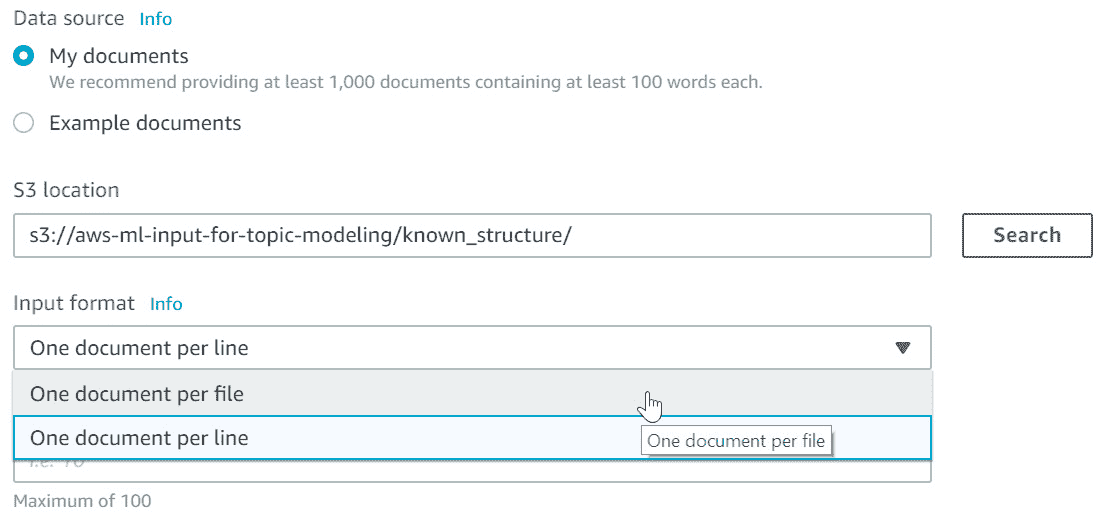 Data source Info
My documents
We recommend providing at least 1,000 documents containing at least 100 words each.
Example documents
S3 location
s3://aws-ml-input-for-topic-modeling/known_structure/
Search
Input format Info
One document per line
One document per file
One document per line
One document per file
Maximum of 100